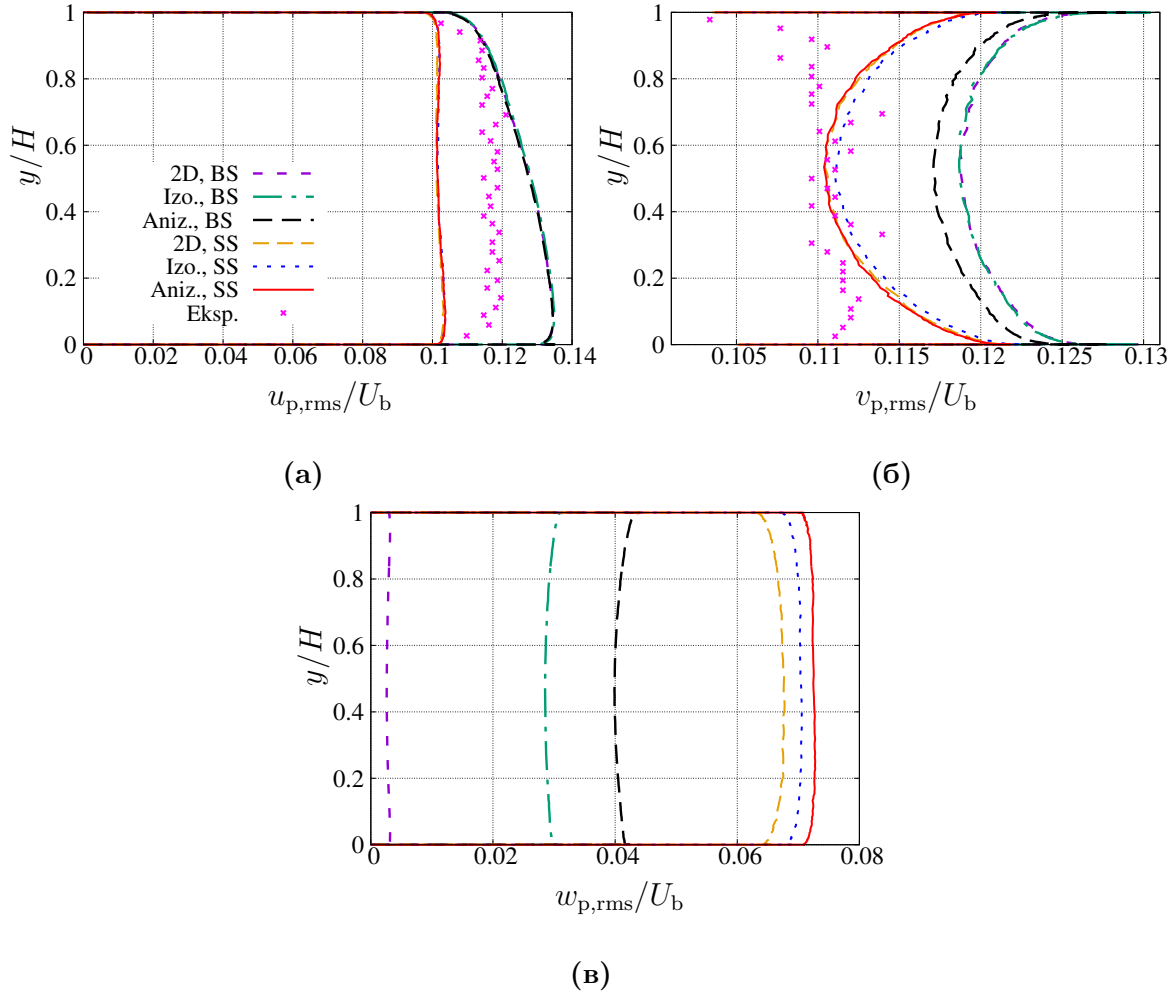 1
0.8
0.6
0.4
0.2
0
y/H
2D, BS
Izo., BS
Aniz., BS
2D, SS
Izo., SS
Aniz., SS
Eksp.
0 0.02 0.04 0.06 0.08 0.1 0.12 0.14
u_p,rms/U_b
(а)
1
0.8
0.6
0.4
0.2
0
y/H
0.105 0.11 0.115 0.12 0.125 0.13
v_p,rms/U_b
(б)
1
0.8
0.6
0.4
0.2
0
y/H
0 0.02 0.04 0.06 0.08
w_p,rms/U_b
(в)